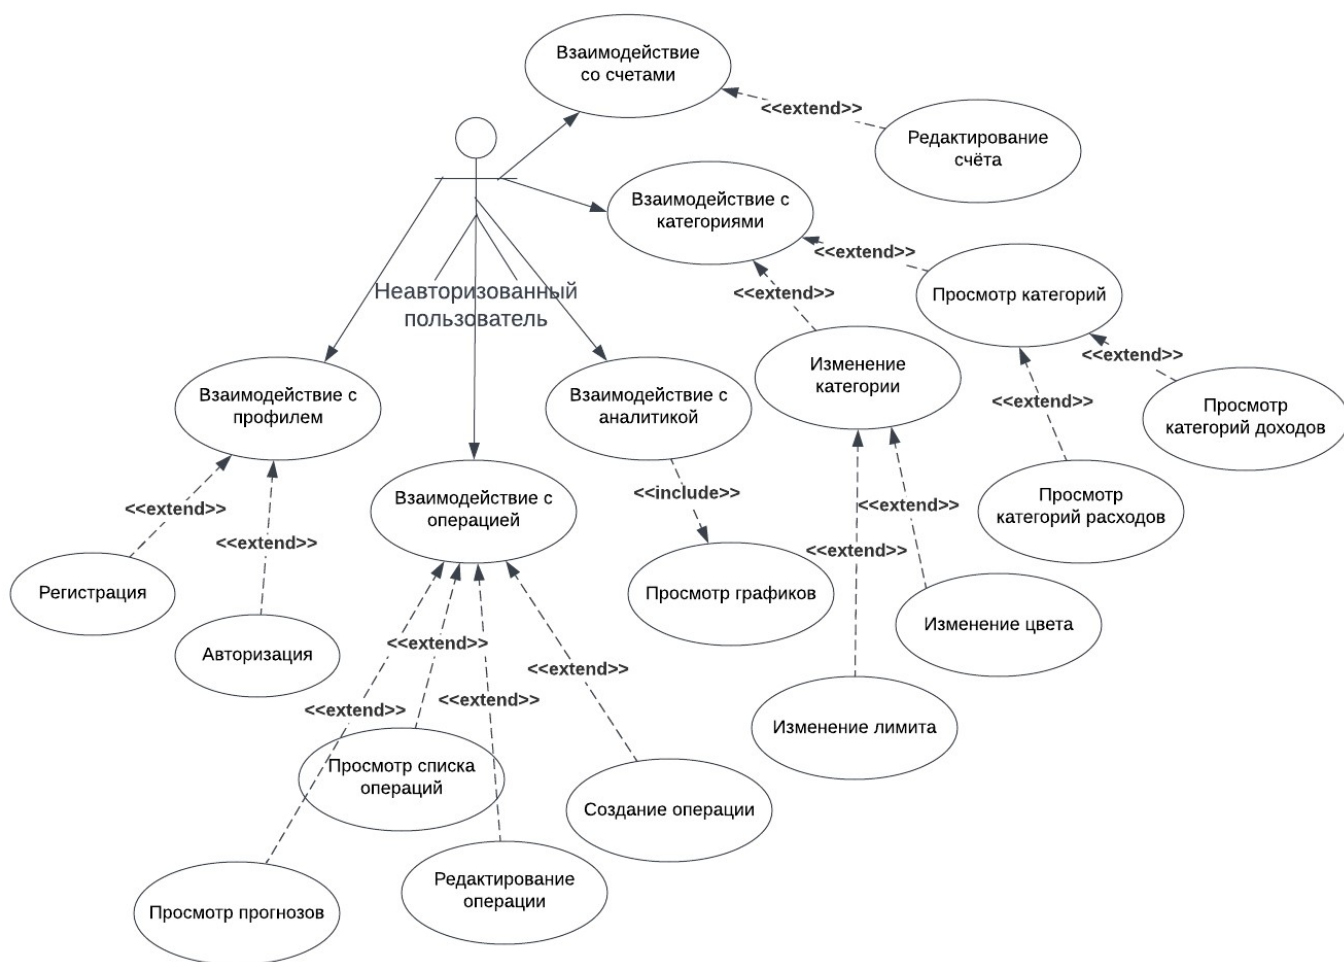 Взаимодействие
со счетами
<<extend>>
Редактирование
счёта
Взаимодействие с
категориями
<<extend>>
<<extend>>
Просмотр категорий
Неавторизованный
пользователь
<<extend>>
<<extend>>
Изменение
категории
Просмотр
категорий доходов
Взаимодействие с
профилем
Взаимодействие с
аналитикой
<<include>>
Взаимодействие с
операцией
Просмотр
категорий расходов
<<extend>>
<<extend>>
<<extend>>
<<extend>>
Регистрация
Просмотр графиков
Изменение цвета
Авторизация
<<extend>>
<<extend>>
<<extend>>
<<extend>>
Изменение лимита
Просмотр списка
операций
Создание операции
Редактирование
операции
Просмотр прогнозов